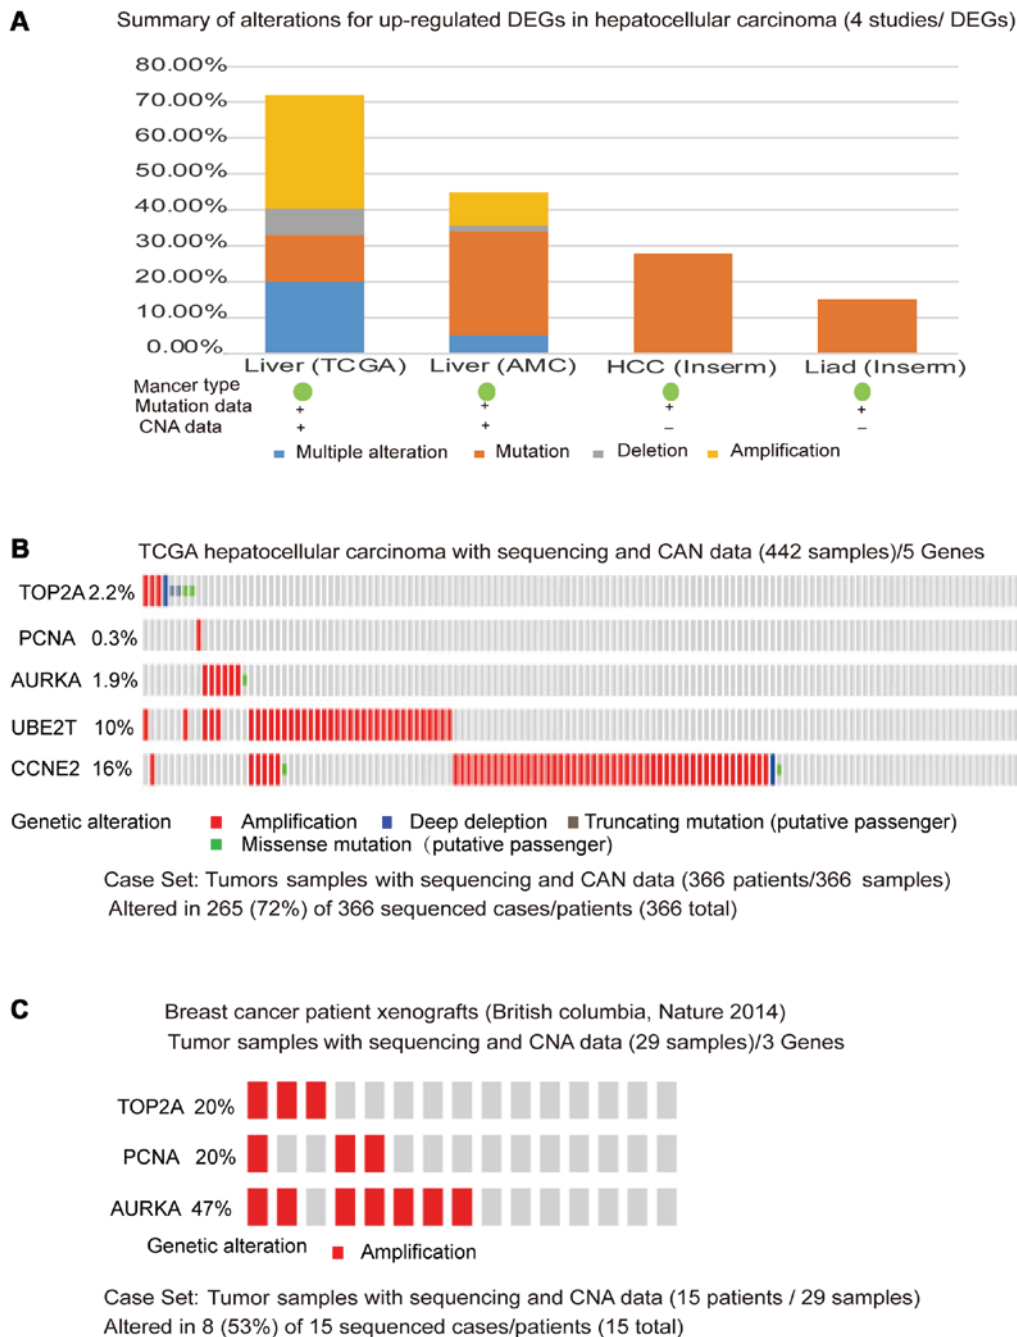 A
Summary of alterations for up-regulated DEGs in hepatocellular carcinoma (4 studies/ DEGs)
80.00%
70.00%
60.00%
50.00%
40.00%
30.00%
20.00%
10.00%
0.00%
Liver (TCGA) Liver (AMC) HCC (Inserm) Liad (Inserm)
Mancer type
Mutation data + + + +
CNA data + + – –
Multiple alteration Mutation Deletion Amplification
B
TCGA hepatocellular carcinoma with sequencing and CAN data (442 samples)/5 Genes
TOP2A 2.2%
PCNA 0.3%
AURKA 1.9%
UBE2T 10%
CCNE2 16%
Genetic alteration Amplification Deep deleption Truncating mutation (putative passenger)
Missense mutation (putative passenger)
Case Set: Tumors samples with sequencing and CAN data (366 patients/366 samples)
Altered in 265 (72%) of 366 sequenced cases/patients (366 total)
C
Breast cancer patient xenografts (British columbia, Nature 2014)
Tumor samples with sequencing and CNA data (29 samples)/3 Genes
TOP2A 20%
PCNA 20%
AURKA 47%
Genetic alteration Amplification
Case Set: Tumor samples with sequencing and CNA data (15 patients / 29 samples)
Altered in 8 (53%) of 15 sequenced cases/patients (15 total)